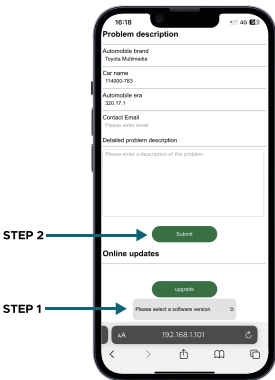 16:18
4G
Problem description
Automobile brand
Toyota Multimedia
Car name
114000-783
Automobile era
320.17.1
Contact Email
Please enter email
Detailed problem description
Please enter a description of the problem
STEP 2
Submit
Online updates
upgrade
STEP 1
Please select a software version
AA
192.168.1.101